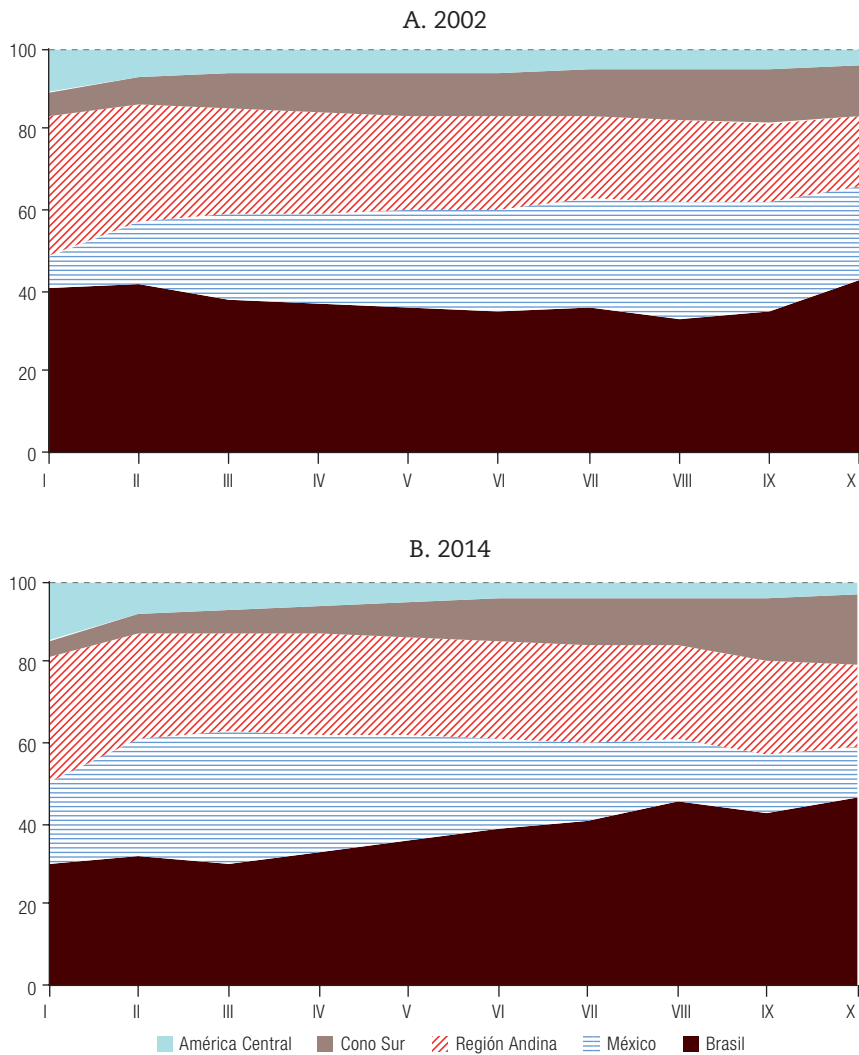 A. 2002
100
80
60
40
20
0
I II III IV V VI VII VIII IX X
B. 2014
100
80
60
40
20
0
I II III IV V VI VII VIII IX X
América Central Cono Sur Región Andina México Brasil